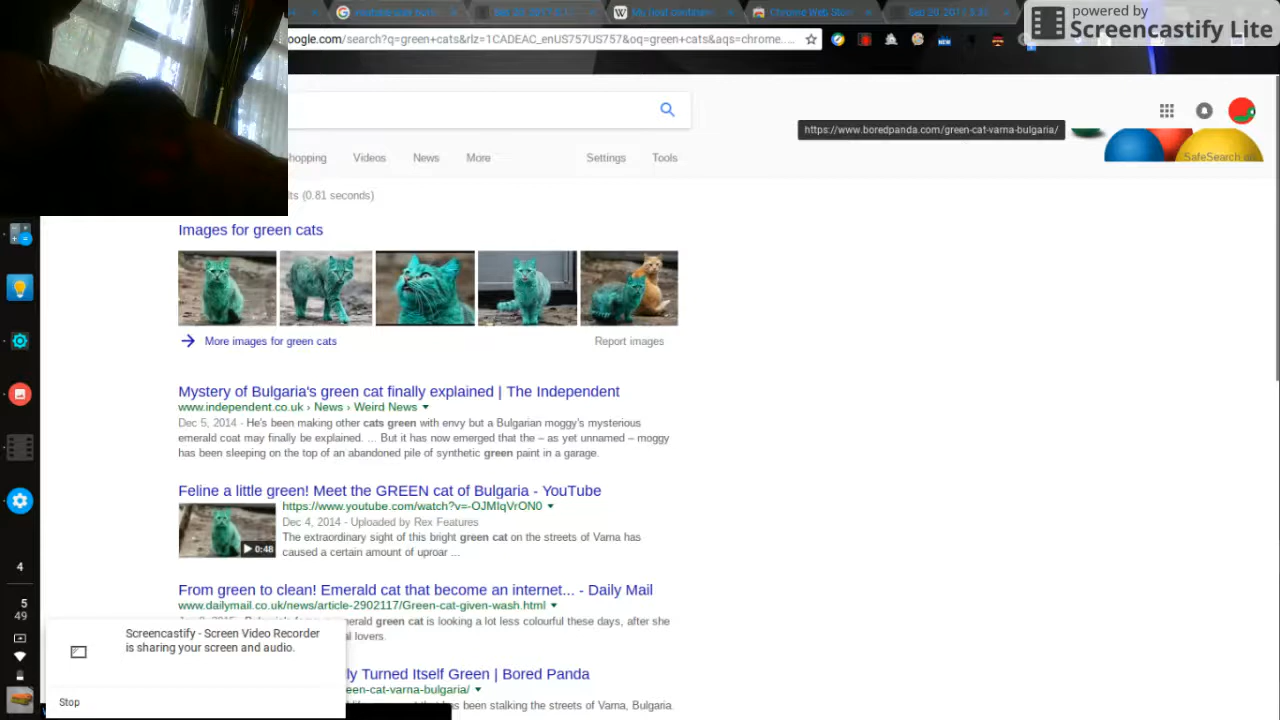 powered by
Screencastify Lite
Chrome Web Store
oogle.com/search?q=green+cats&rlz=1CADEAC_enUS757US757&oq=green+cats&aqs=chrome....
https://www.boredpanda.com/green-cat-varna-bulgaria/
hopping Videos News More Settings Tools
lts (0.81 seconds)
Images for green cats
More images for green cats
Report images
Mystery of Bulgaria's green cat finally explained | The Independent
www.independent.co.uk › News › Weird News
Dec 5, 2014 - He's been making other cats green with envy but a Bulgarian moggy's mysterious
emerald coat may finally be explained. ... But it has now emerged that the – as yet unnamed – moggy
has been sleeping on the top of an abandoned pile of synthetic green paint in a garage.
Feline a little green! Meet the GREEN cat of Bulgaria - YouTube
https://www.youtube.com/watch?v=-OJMIqVrON0
Dec 4, 2014 - Uploaded by Rex Features
The extraordinary sight of this bright green cat on the streets of Varna has
caused a certain amount of uproar ...
0:48
From green to clean! Emerald cat that become an internet... - Daily Mail
www.dailymail.co.uk/news/article-2902117/Green-cat-given-wash.html
emerald green cat is looking a lot less colourful these days, after she
l lovers.
ly Turned Itself Green | Bored Panda
een-cat-varna-bulgaria/
has been stalking the streets of Varna, Bulgaria.
4
5
49
Screencastify - Screen Video Recorder
is sharing your screen and audio.
Stop